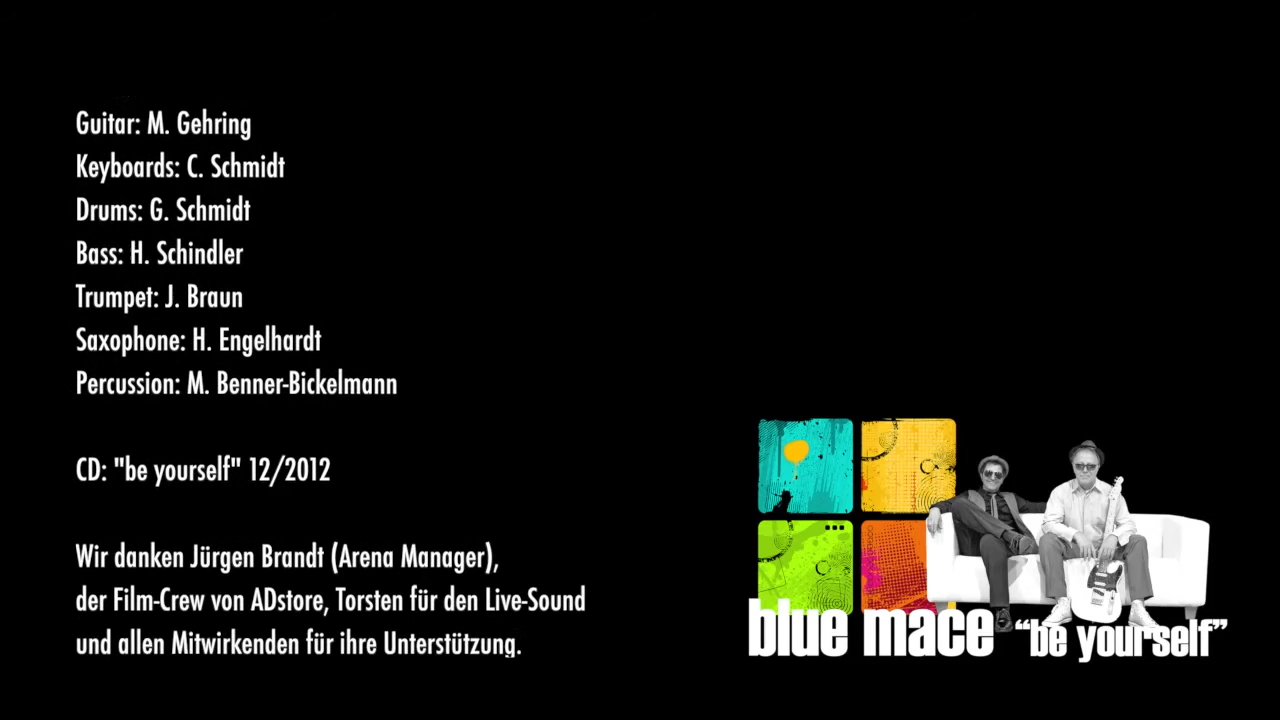 Guitar: M. Gehring
Keyboards: C. Schmidt
Drums: G. Schmidt
Bass: H. Schindler
Trumpet: J. Braun
Saxophone: H. Engelhardt
Percussion: M. Benner-Bickelmann
CD: "be yourself" 12/2012
Wir danken Jürgen Brandt (Arena Manager),
der Film-Crew von ADstore, Torsten für den Live-Sound
und allen Mitwirkenden für ihre Unterstützung.
blue mace “be yourself”